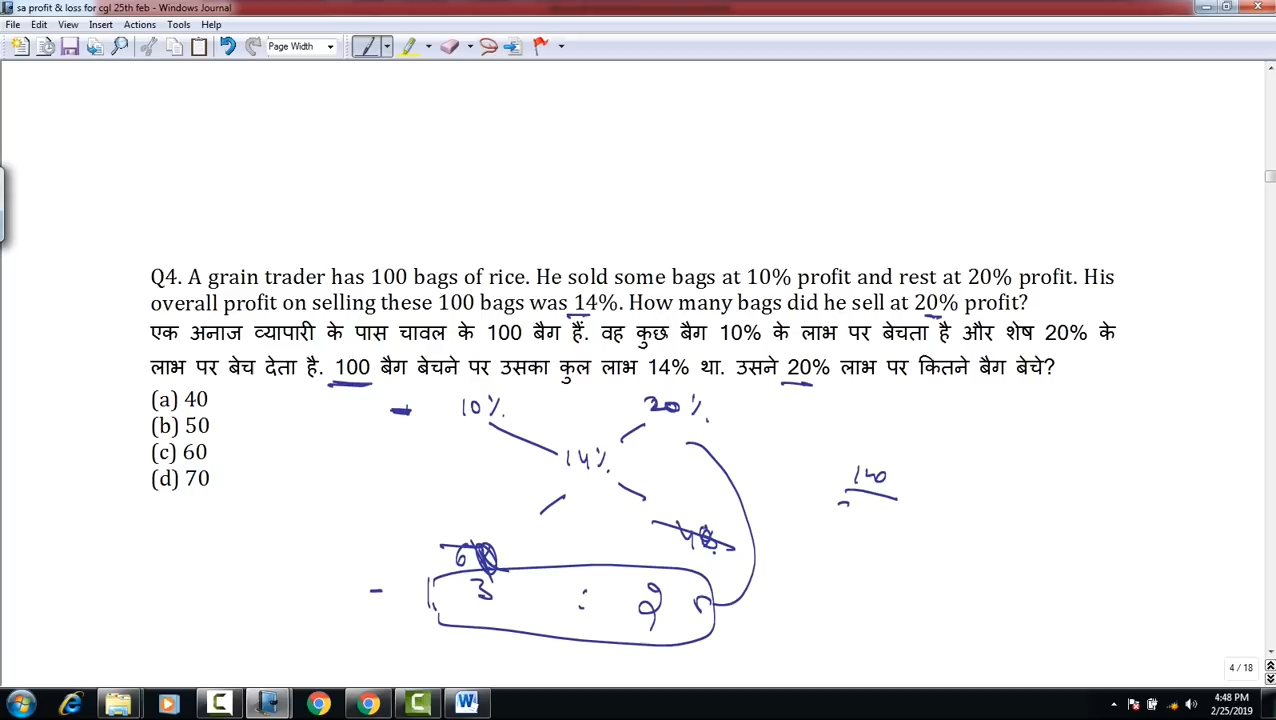 sa profit & loss for cgl 25th feb - Windows Journal
File Edit View Insert Actions Tools Help
Page Width
Q4. A grain trader has 100 bags of rice. He sold some bags at 10% profit and rest at 20% profit. His
overall profit on selling these 100 bags was 14%. How many bags did he sell at 20% profit?
एक अनाज व्यापारी के पास चावल के 100 बैग हैं. वह कुछ बैग 10% के लाभ पर बेचता है और शेष 20% के
लाभ पर बेच देता है. 100 बैग बेचने पर उसका कुल लाभ 14% था. उसने 20% लाभ पर कितने बैग बेचे?
(a) 40
(b) 50
(c) 60
(d) 70
10% 20%
14%
100
3 : 2
4 / 18
4:48 PM
2/25/2019